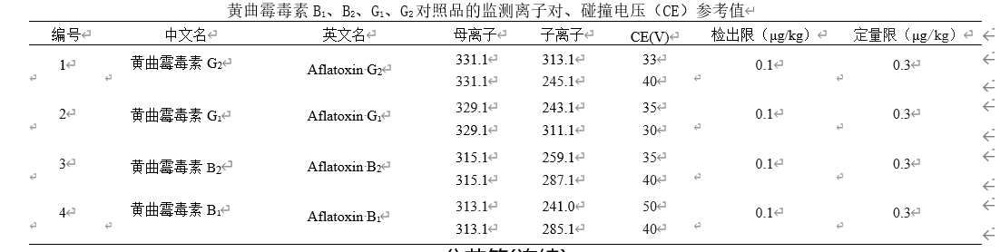 黄曲霉毒素 B₁、B₂、G₁、G₂对照品的监测离子对、碰撞电压（CE）参考值
编号 中文名 英文名 母离子 子离子 CE(V) 检出限（μg/kg） 定量限（μg/kg）
1 黄曲霉毒素 G₂ Aflatoxin·G₂ 331.1 313.1 33 0.1 0.3
331.1 245.1 40
2 黄曲霉毒素 G₁ Aflatoxin·G₁ 329.1 243.1 35 0.1 0.3
329.1 311.1 30
3 黄曲霉毒素 B₂ Aflatoxin·B₂ 315.1 259.1 35 0.1 0.3
315.1 287.1 40
4 黄曲霉毒素 B₁ Aflatoxin·B₁ 313.1 241.0 50 0.1 0.3
313.1 285.1 40